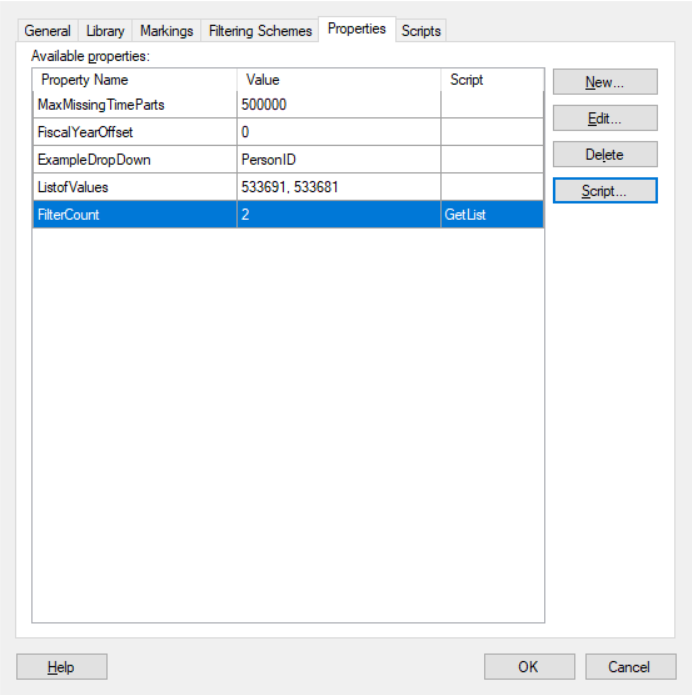 General Library Markings Filtering Schemes Properties Scripts
Available properties:
Property Name Value Script
MaxMissingTimeParts 500000
FiscalYearOffset 0
ExampleDropDown PersonID
ListofValues 533691, 533681
FilterCount 2 GetList
New...
Edit...
Delete
Script...
Help OK Cancel